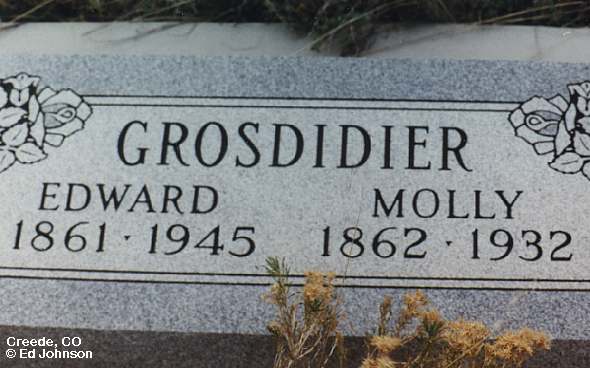 GROSDIDIER
EDWARD MOLLY
1861 · 1945 1862 · 1932
Creede, CO
© Ed Johnson